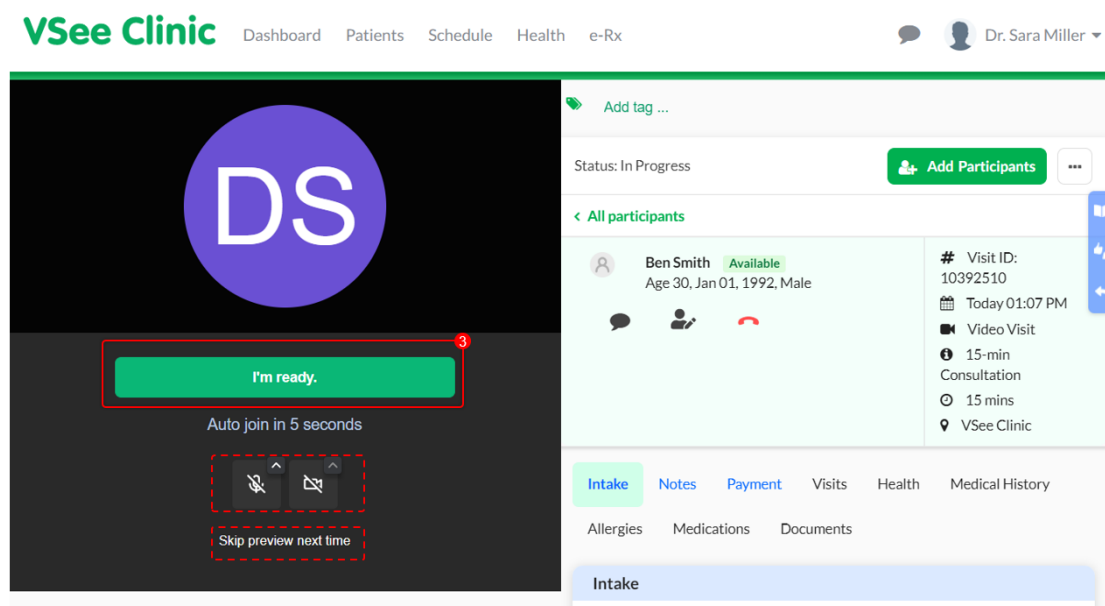 VSee Clinic Dashboard Patients Schedule Health e-Rx Dr. Sara Miller
DS
3
I'm ready.
Auto join in 5 seconds
Skip preview next time
Add tag ...
Status: In Progress
Add Participants
All participants
Ben Smith Available
Age 30, Jan 01, 1992, Male
# Visit ID:
10392510
Today 01:07 PM
Video Visit
15-min
Consultation
15 mins
VSee Clinic
Intake Notes Payment Visits Health Medical History
Allergies Medications Documents
Intake